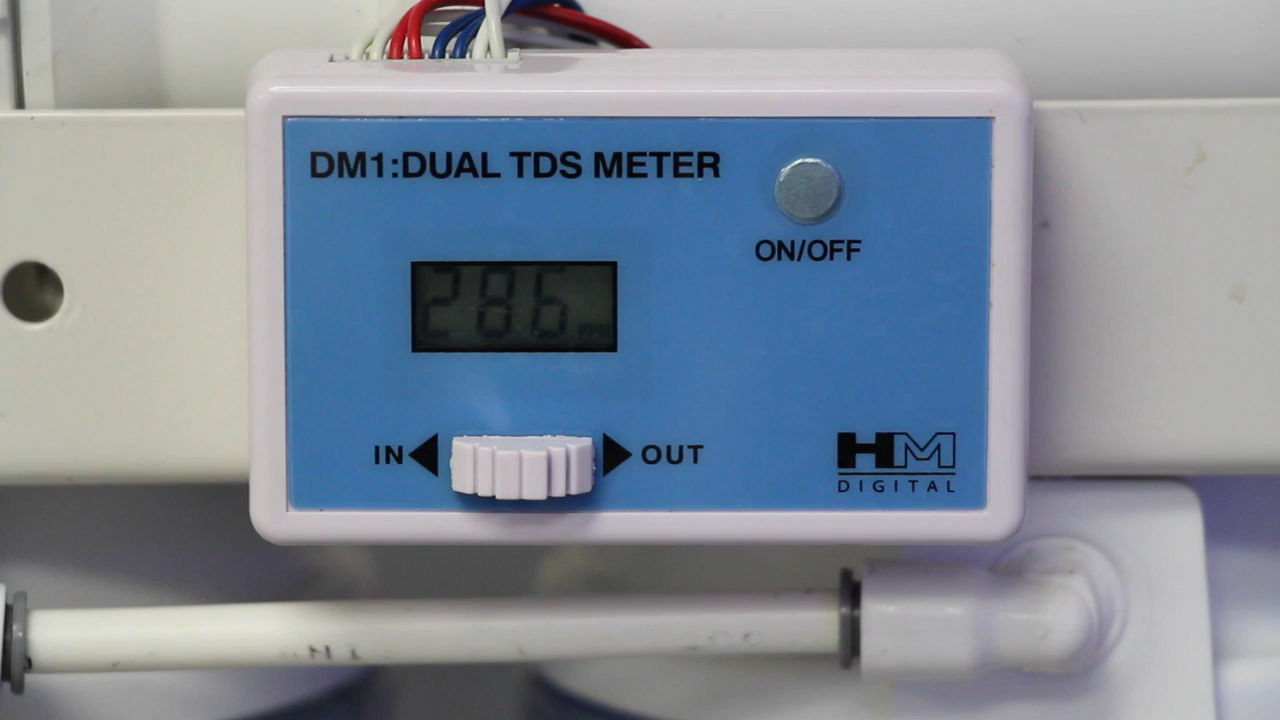 DM1:DUAL TDS METER
ON/OFF
286
IN OUT
HM
DIGITAL